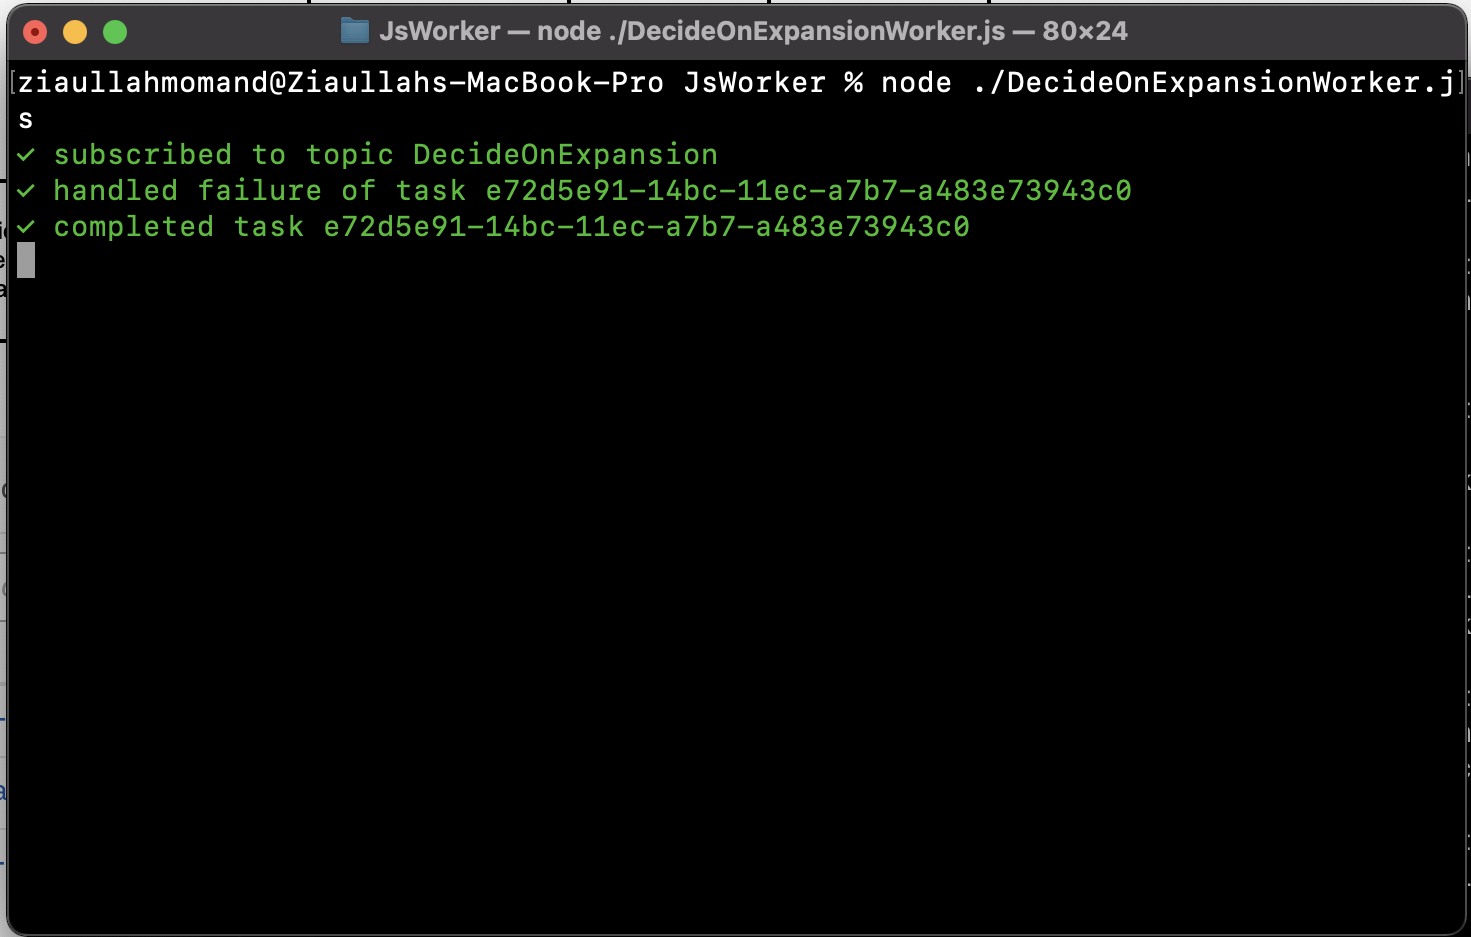 JsWorker — node ./DecideOnExpansionWorker.js — 80×24
[ziaullahmomand@Ziaullahs-MacBook-Pro JsWorker % node ./DecideOnExpansionWorker.j]
s
✓ subscribed to topic DecideOnExpansion
✓ handled failure of task e72d5e91-14bc-11ec-a7b7-a483e73943c0
✓ completed task e72d5e91-14bc-11ec-a7b7-a483e73943c0